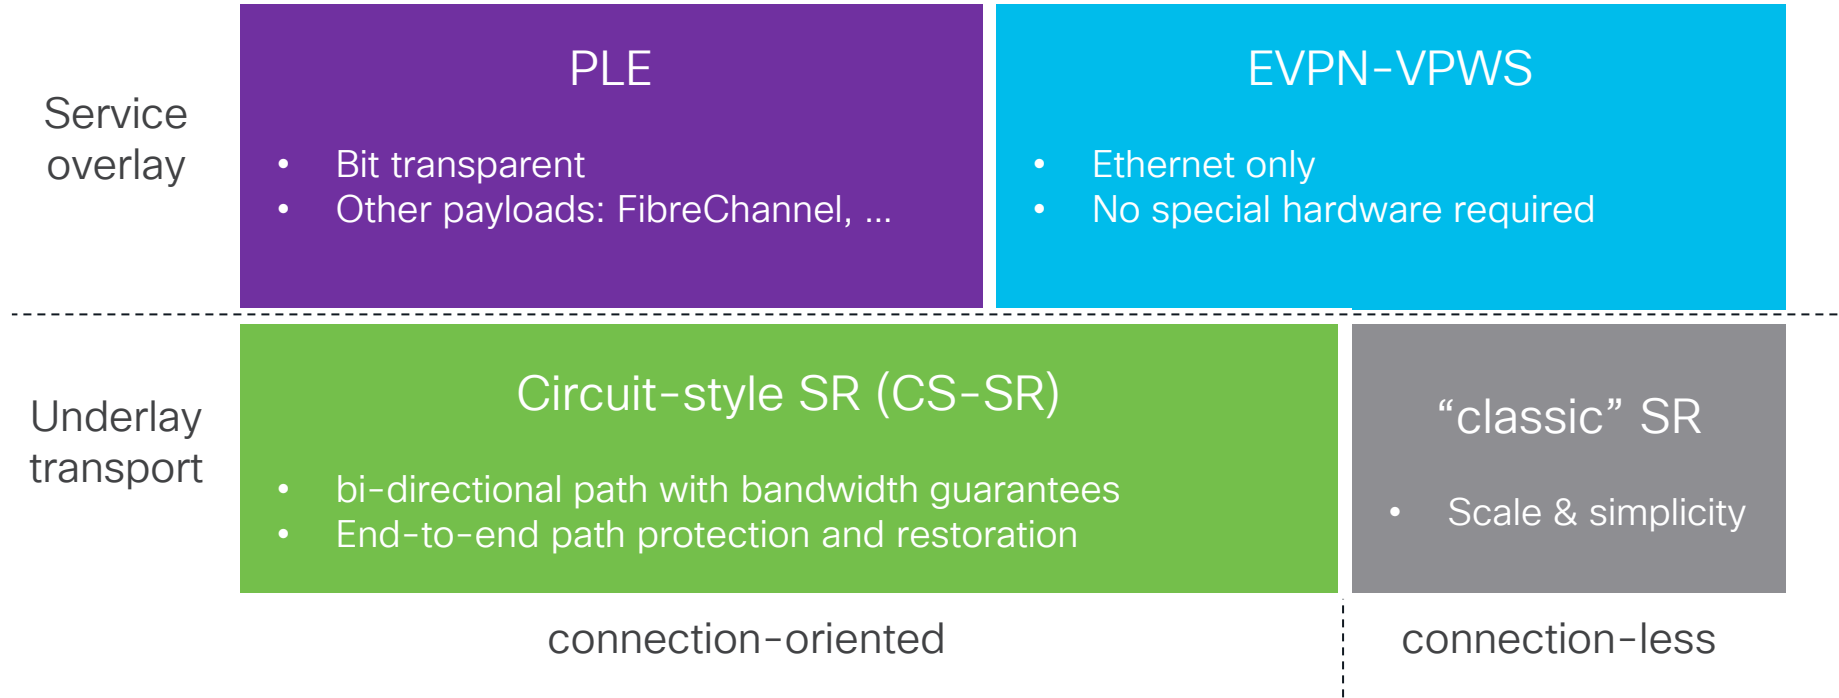 Service
overlay
PLE
• Bit transparent
• Other payloads: FibreChannel, ...
EVPN-VPWS
• Ethernet only
• No special hardware required
Underlay
transport
Circuit-style SR (CS-SR)
• bi-directional path with bandwidth guarantees
• End-to-end path protection and restoration
“classic” SR
• Scale & simplicity
connection-oriented
connection-less